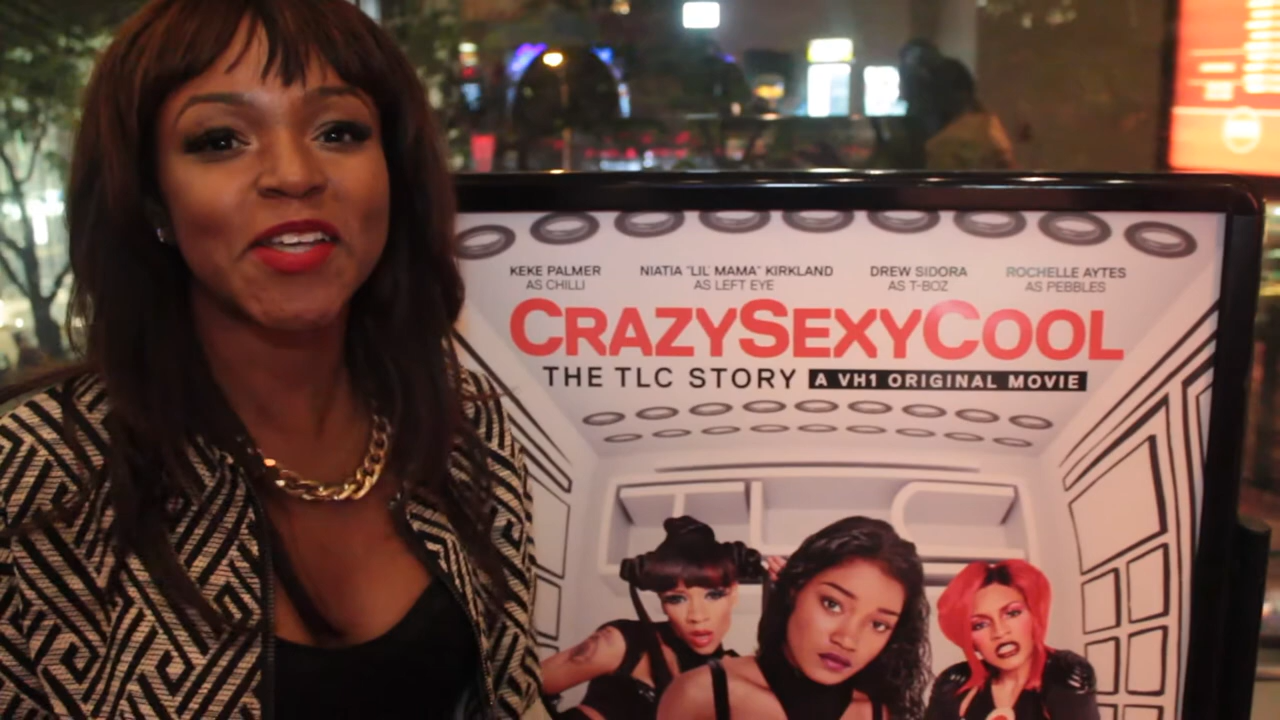 KEKE PALMER NIATIA "LIL' MAMA" KIRKLAND DREW SIDORA ROCHELLE AYTES
AS CHILLI AS LEFT EYE AS T-BOZ AS PEBBLES
CRAZYSEXYCOOL
THE TLC STORY A VH1 ORIGINAL MOVIE